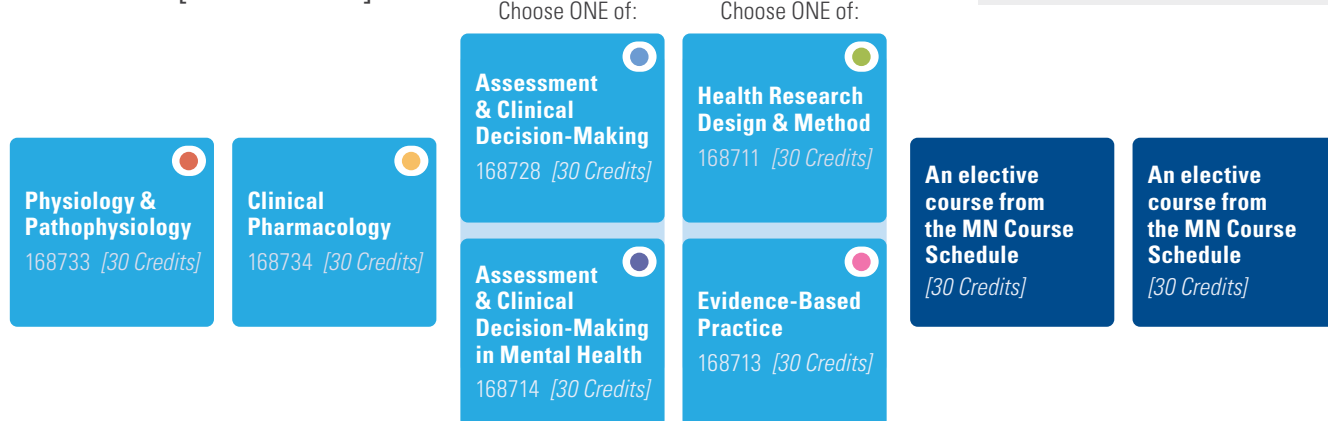 Choose ONE of:
Choose ONE of:
Physiology &
Pathophysiology
168733 [30 Credits]
Clinical
Pharmacology
168734 [30 Credits]
Assessment
& Clinical
Decision-Making
168728 [30 Credits]
Assessment
& Clinical
Decision-Making
in Mental Health
168714 [30 Credits]
Health Research
Design & Method
168711 [30 Credits]
Evidence-Based
Practice
168713 [30 Credits]
An elective
course from
the MN Course
Schedule
[30 Credits]
An elective
course from
the MN Course
Schedule
[30 Credits]